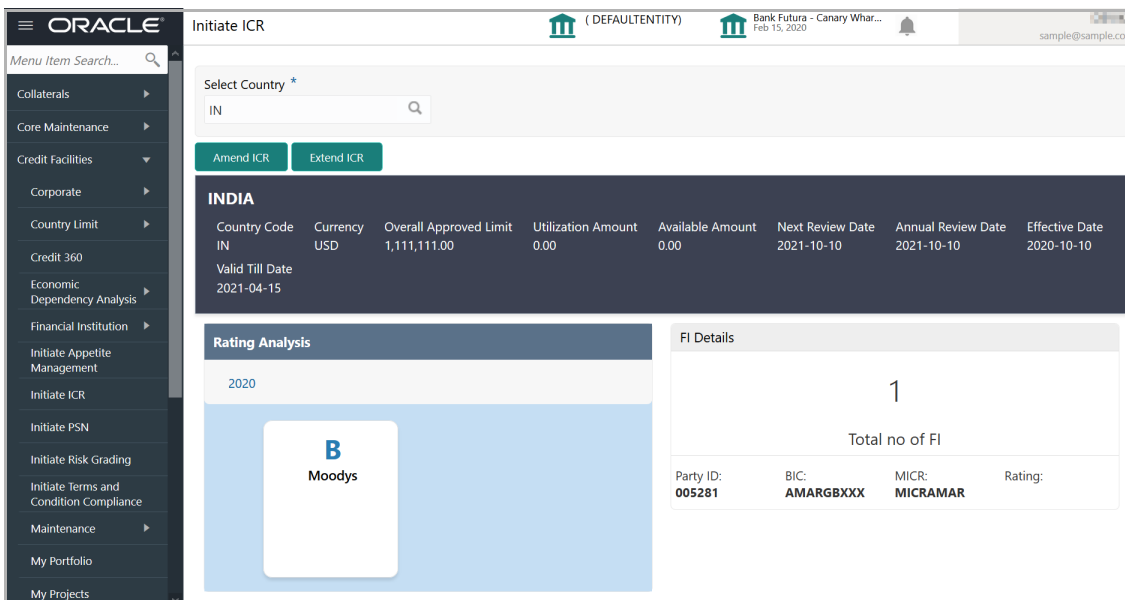 ORACLE®
Initiate ICR
( DEFAULTENTITY)
Bank Futura - Canary Whar...
Feb 15, 2020
sample@sample.co
Menu Item Search...
Collaterals
Core Maintenance
Credit Facilities
Corporate
Country Limit
Credit 360
Economic
Dependency Analysis
Financial Institution
Initiate Appetite
Management
Initiate ICR
Initiate PSN
Initiate Risk Grading
Initiate Terms and
Condition Compliance
Maintenance
My Portfolio
My Projects
Select Country *
IN
Amend ICR Extend ICR
INDIA
Country Code Currency Overall Approved Limit Utilization Amount Available Amount Next Review Date Annual Review Date Effective Date
IN USD 1,111,111.00 0.00 0.00 2021-10-10 2021-10-10 2020-10-10
Valid Till Date
2021-04-15
Rating Analysis
2020
B
Moodys
FI Details
1
Total no of FI
Party ID: BIC: MICR: Rating:
005281 AMARGBXXX MICRAMAR